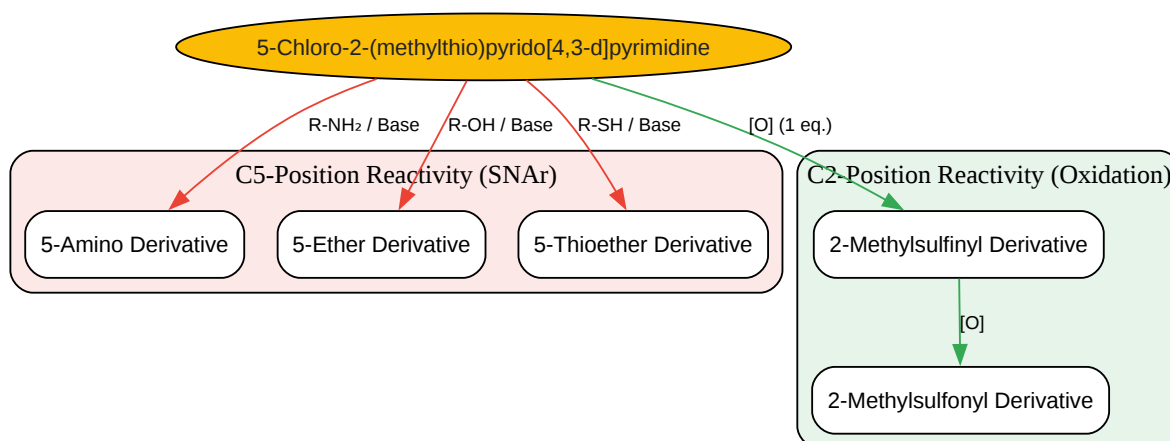 5-Chloro-2-(methylthio)pyrido[4,3-d]pyrimidine
R-NH₂ / Base
R-OH / Base
R-SH / Base
[O] (1 eq.)
C5-Position Reactivity (SNAr)
C2-Position Reactivity (Oxidation)
5-Amino Derivative
5-Ether Derivative
5-Thioether Derivative
2-Methylsulfinyl Derivative
[O]
2-Methylsulfonyl Derivative